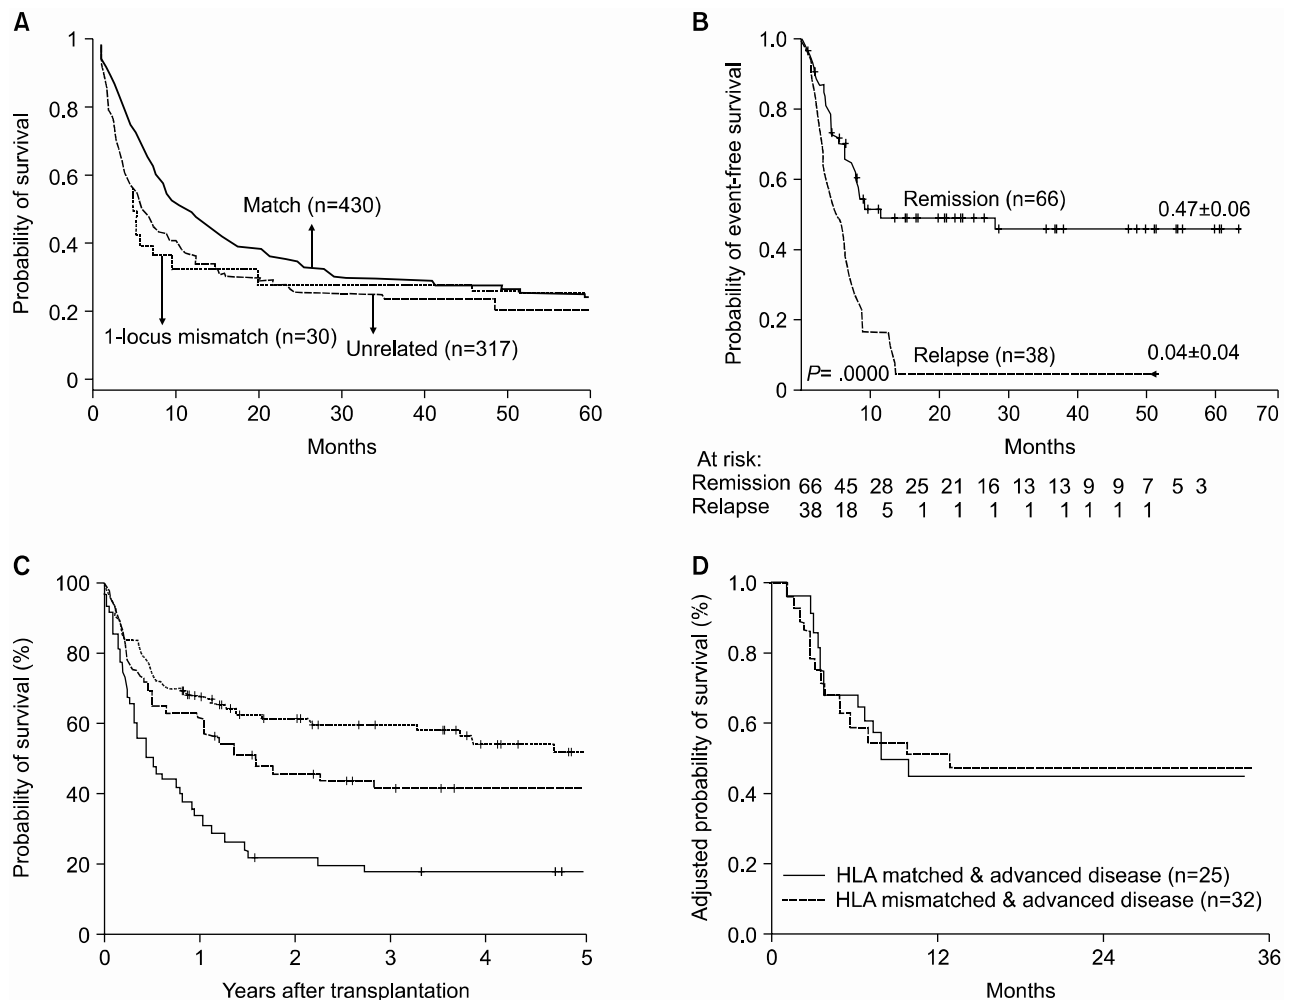 A
Probability of survival
1
0.8
0.6
0.4
0.2
0
Match (n=430)
1-locus mismatch (n=30)
Unrelated (n=317)
0 10 20 30 40 50 60
Months
B
Probability of event-free survival
1.0
0.8
0.6
0.4
0.2
0
Remission (n=66)
0.47±0.06
Relapse (n=38)
0.04±0.04
P= .0000
10 20 30 40 50 60 70
Months
At risk:
Remission 66 45 28 25 21 16 13 13 9 9 7 5 3
Relapse 38 18 5 1 1 1 1 1 1 1 1
C
Probability of survival (%)
100
80
60
40
20
0
0 1 2 3 4 5
Years after transplantation
D
Adjusted probability of survival (%)
1.0
0.8
0.6
0.4
0.2
0.0
HLA matched & advanced disease (n=25)
HLA mismatched & advanced disease (n=32)
0 12 24 36
Months